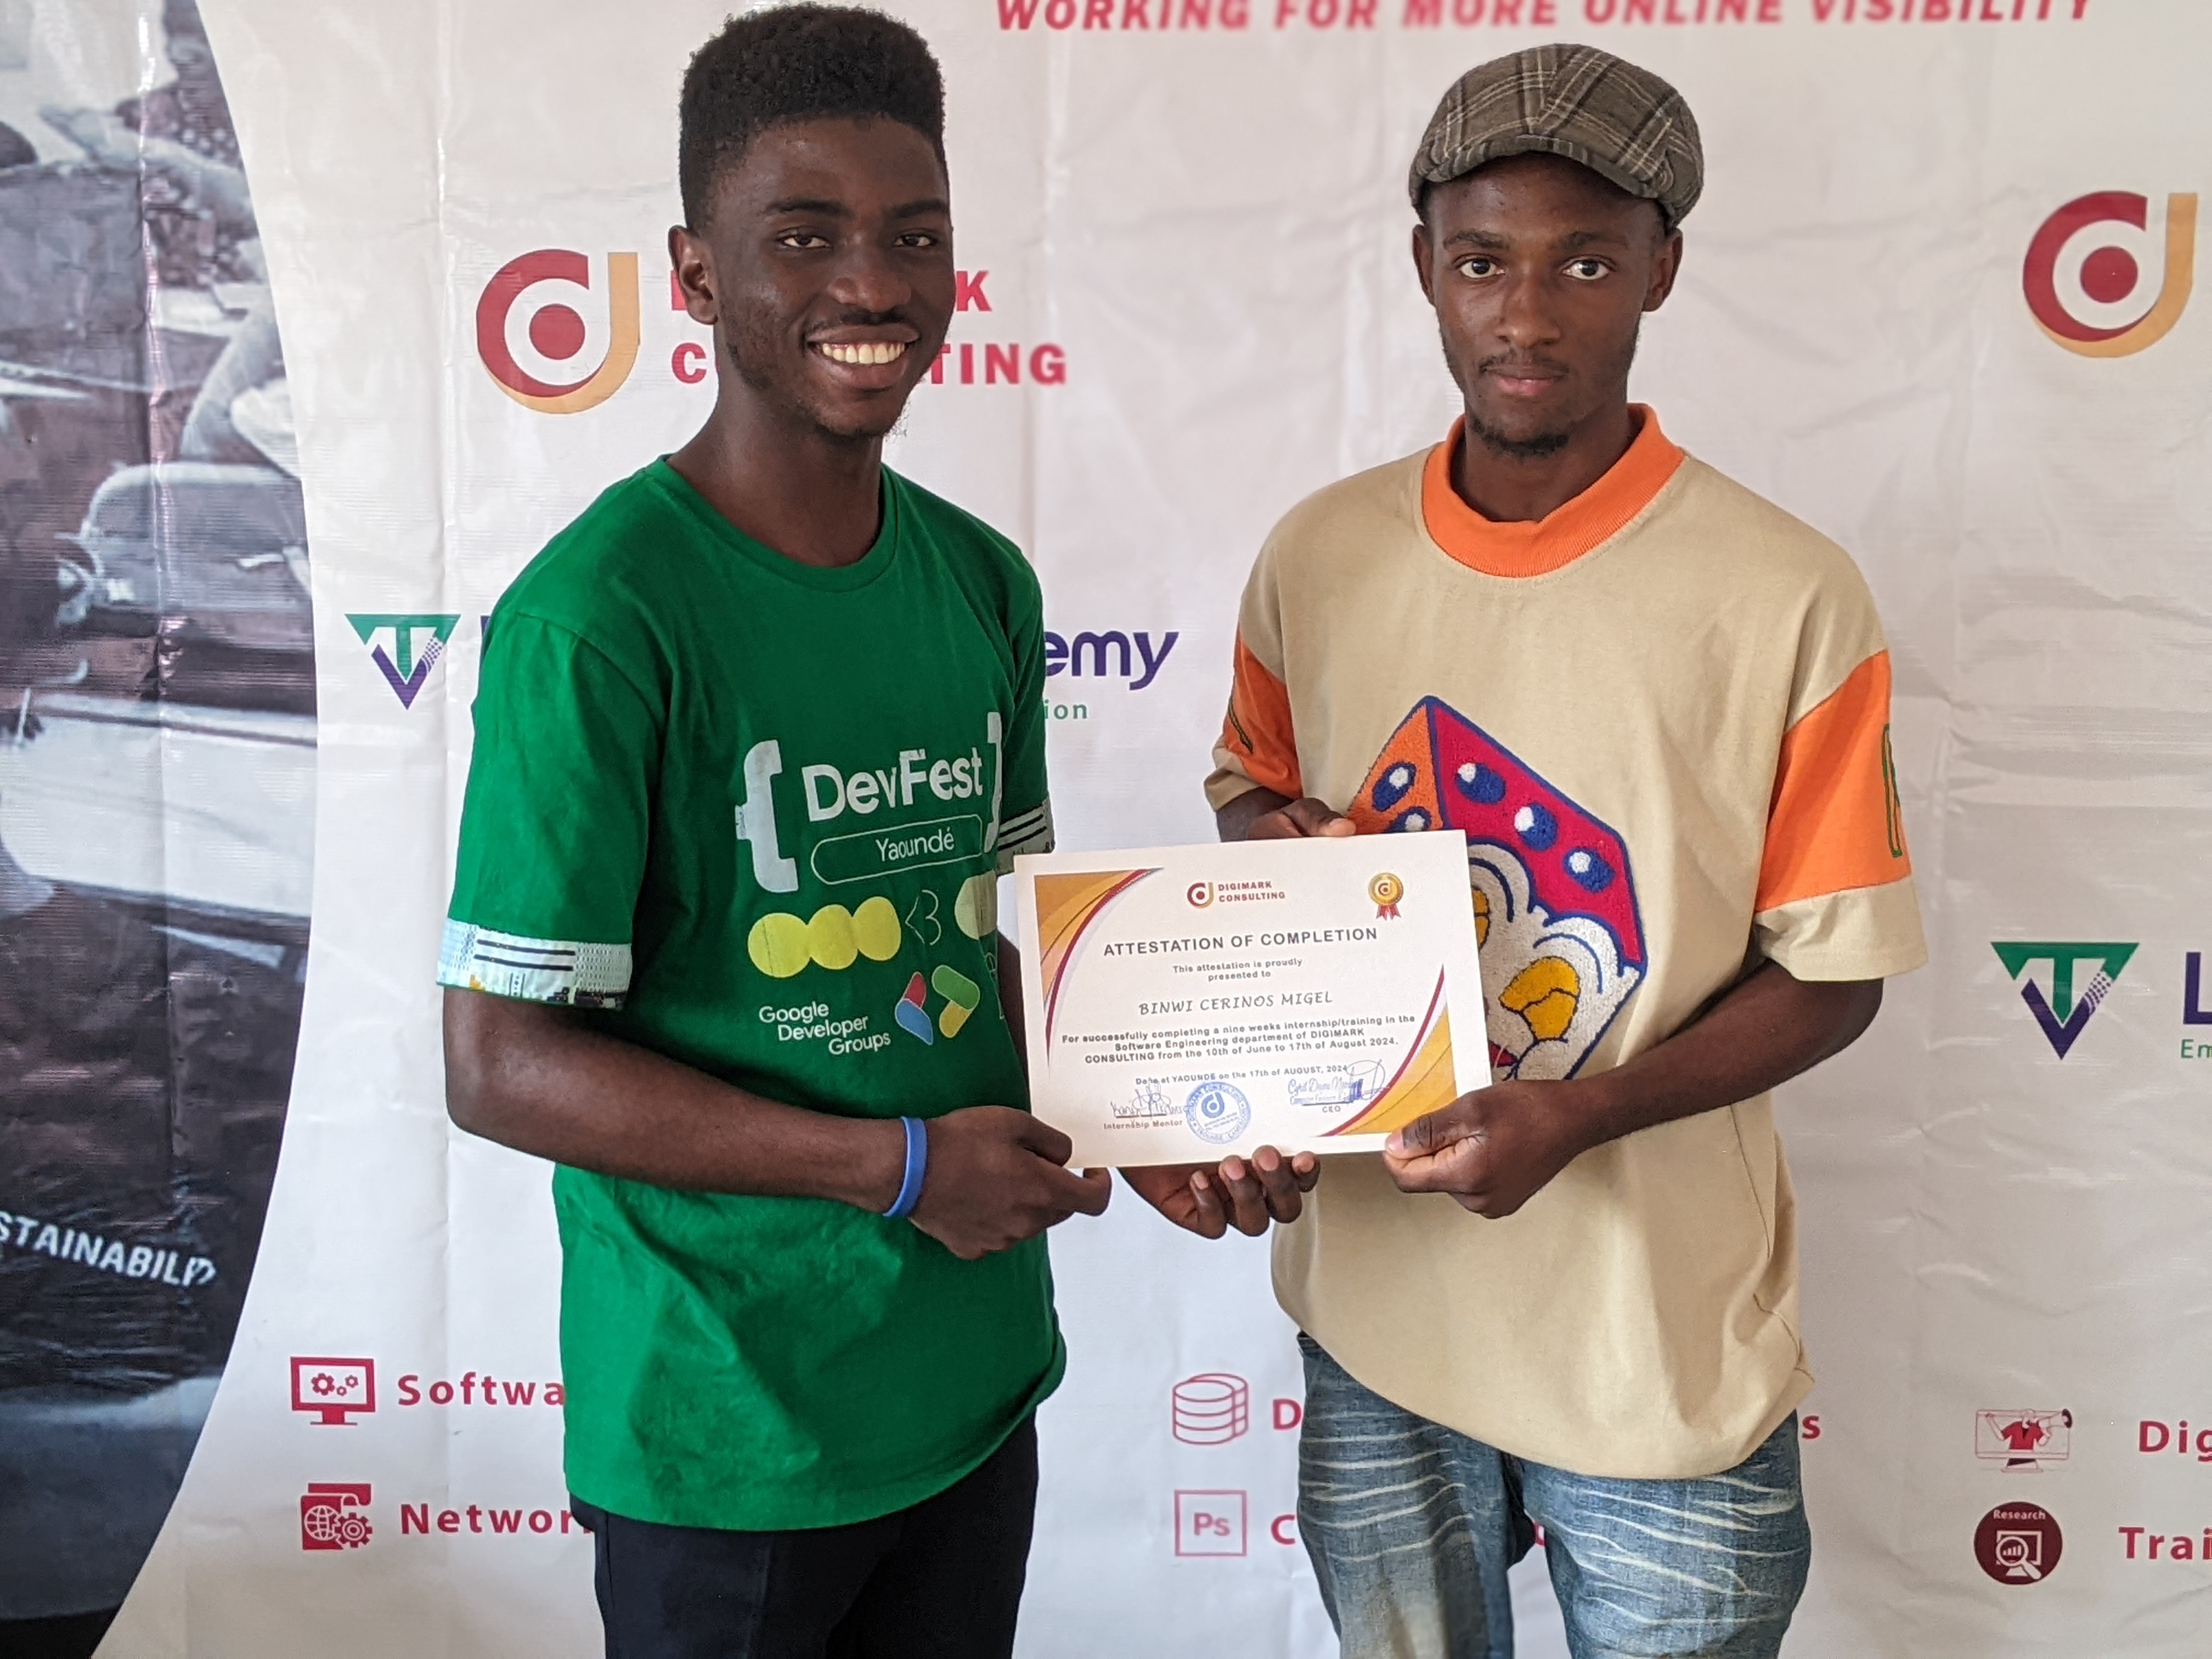 WORKING FOR MORE ONLINE VISIBILITY
TING
emy
ion
DevFest
Yaoundé
Google
Developer
Groups
DIGIMARK
CONSULTING
ATTESTATION OF COMPLETION
This attestation is proudly
presented to
BINWI CERINOS MIGEL
For successfully completing a nine weeks internship/training in the
Software Engineering department of DIGIMARK
CONSULTING from the 10th of June to 17th of August 2024.
Done at YAOUNDE on the 17th of AUGUST, 2024
Internship Mentor
CEO
STAINABILI
Softwa
Networ
Ps
Dig
Research
Trai